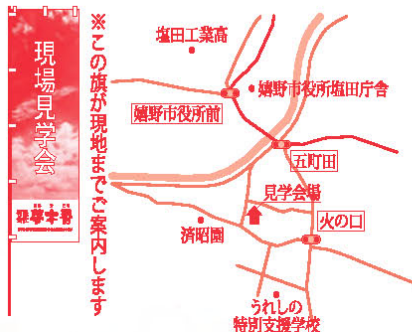 現場見学会
※この旗が現地までご案内します
塩田工業高
嬉野市役所塩田庁舎
嬉野市役所前
五町田
見学会場
火の口
済昭園
うれしの
特別支援学校